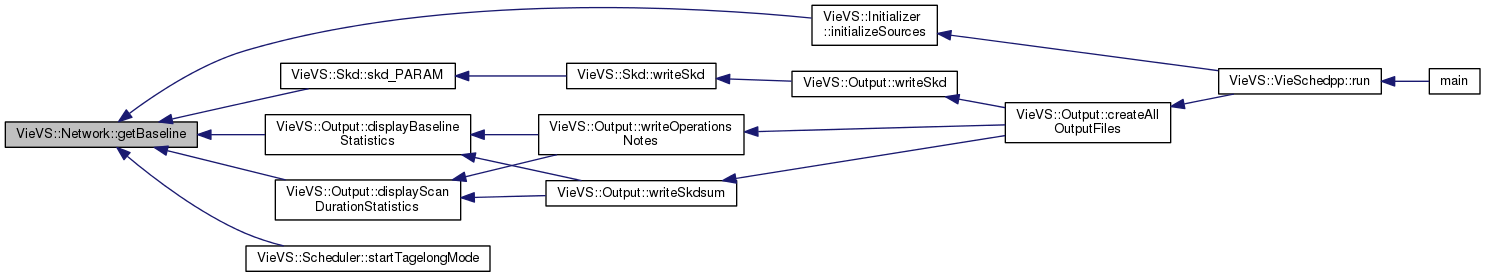 VieVS::Initializer
::initializeSources
VieVS::Skd::skd_PARAM
VieVS::Skd::writeSkd
VieVS::Output::writeSkd
VieVS::VieSchedpp::run
main
VieVS::Network::getBaseline
VieVS::Output::displayBaseline
Statistics
VieVS::Output::writeOperations
Notes
VieVS::Output::createAll
OutputFiles
VieVS::Output::displayScan
DurationStatistics
VieVS::Output::writeSkdsum
VieVS::Scheduler::startTagelongMode